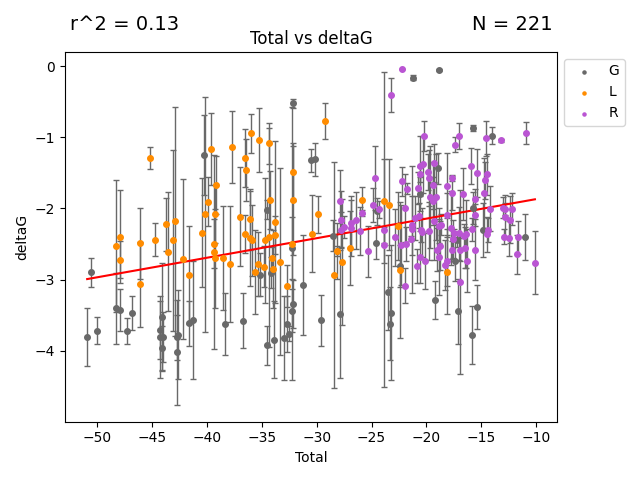 r^2 = 0.13 N = 221
Total vs deltaG
G
L
R
0
−1
−2
−3
−4
deltaG
−50 −45 −40 −35 −30 −25 −20 −15 −10
Total